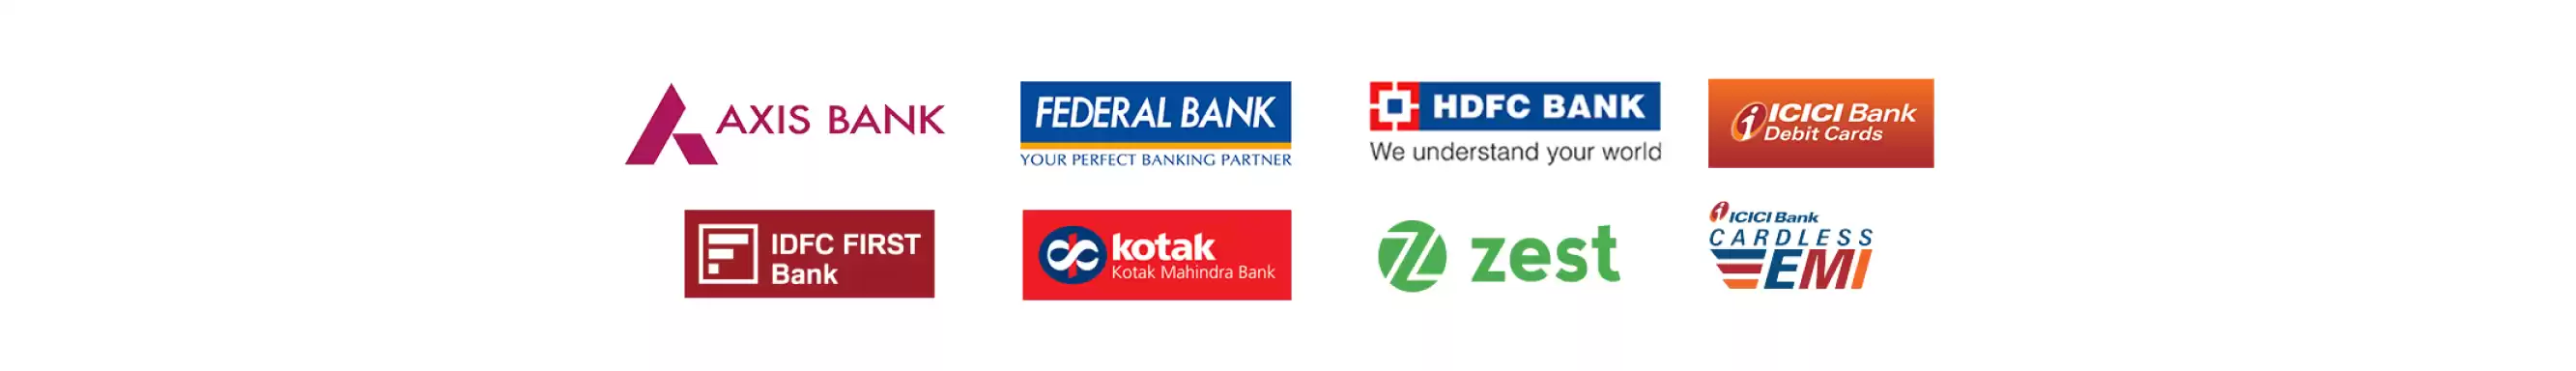 AXIS BANK
FEDERAL BANK
YOUR PERFECT BANKING PARTNER
HDFC BANK
We understand your world
ICICI Bank
Debit Cards
IDFC FIRST
Bank
kotak
Kotak Mahindra Bank
zest
ICICI Bank
CARDLESS
EMI